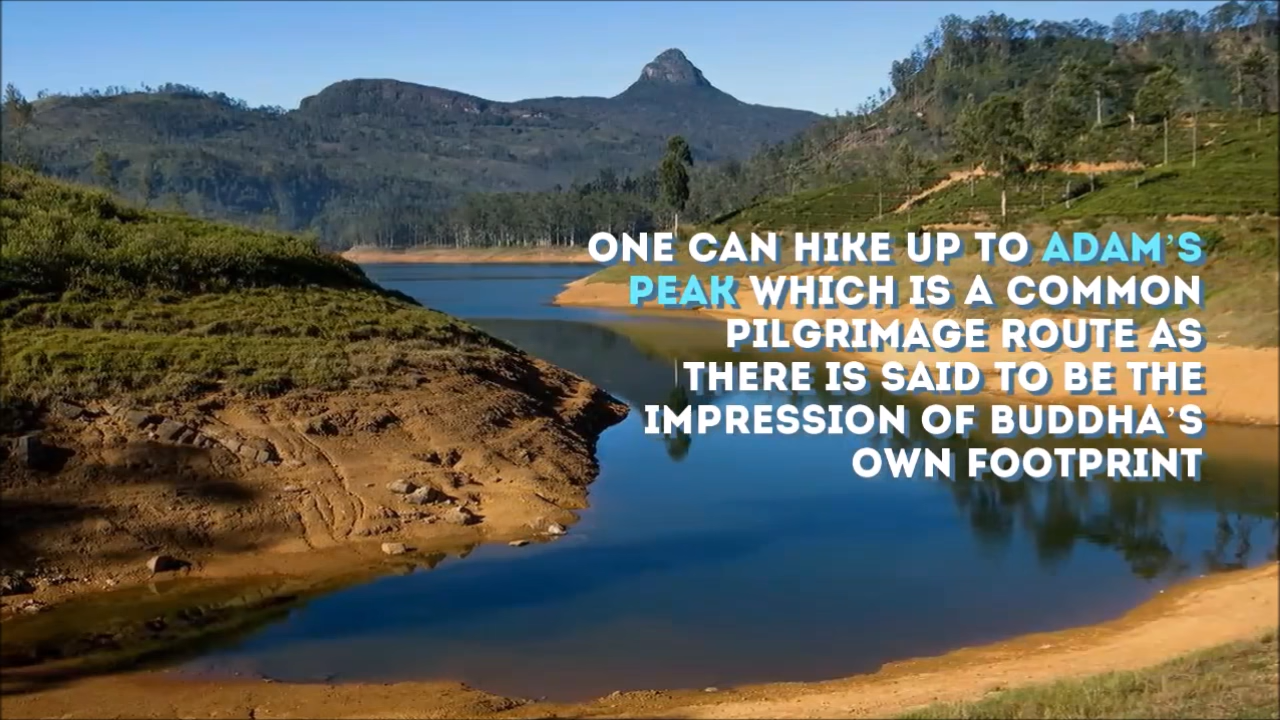 ONE CAN HIKE UP TO ADAM'S
PEAK WHICH IS A COMMON
PILGRIMAGE ROUTE AS
THERE IS SAID TO BE THE
IMPRESSION OF BUDDHA'S
OWN FOOTPRINT